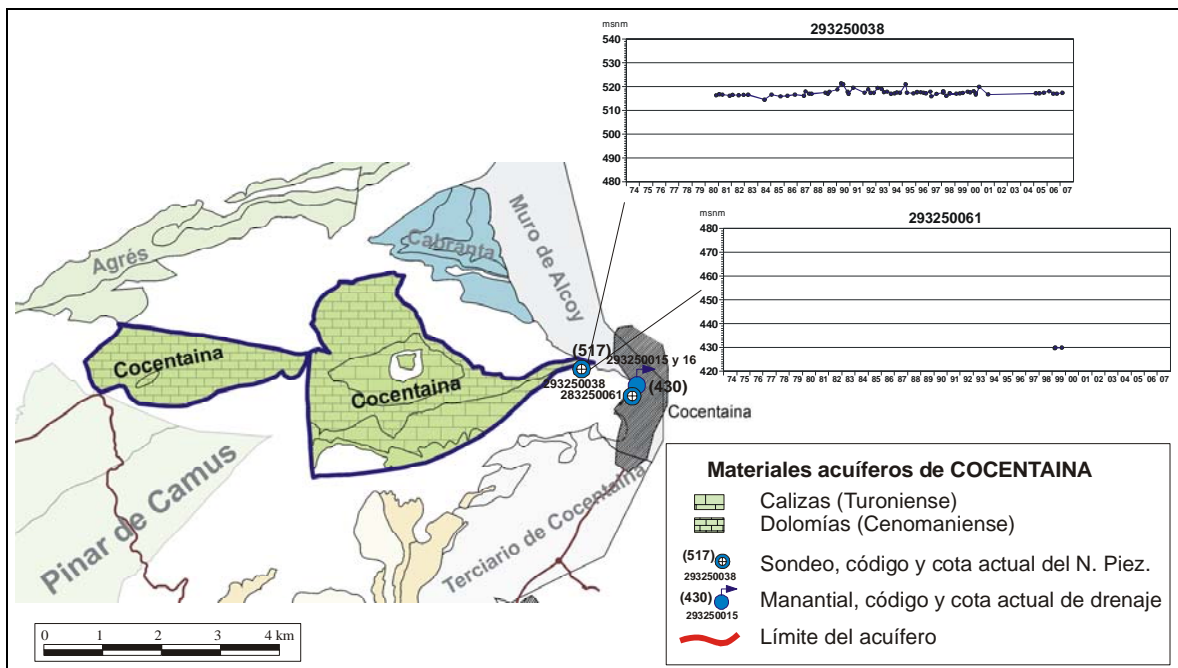 msnm
293250038
540
530
520
510
500
490
480
74 75 76 77 78 79 80 81 82 84 85 86 87 88 89 90 91 92 93 94 95 96 97 98 99 00 01 03 04 05 06 07
msnm
293250061
480
470
460
450
440
430
420
74 75 76 77 78 79 80 81 82 84 85 86 87 88 89 90 91 92 93 94 95 96 97 98 99 00 01 03 04 05 06 07
Agrés
Cabranta
Muro de Alcoy
Cocentaina
Cocentaina
(517)
293250015 y 16
293250038
283250061
(430)
Cocentaina
Pinar de Camus
Terciario de Cocentaina
0 1 2 3 4 km
Materiales acuíferos de COCENTAINA
Calizas (Turoniense)
Dolomías (Cenomaniense)
(517)
293250038
Sondeo, código y cota actual del N. Piez.
(430)
293250015
Manantial, código y cota actual de drenaje
Límite del acuífero